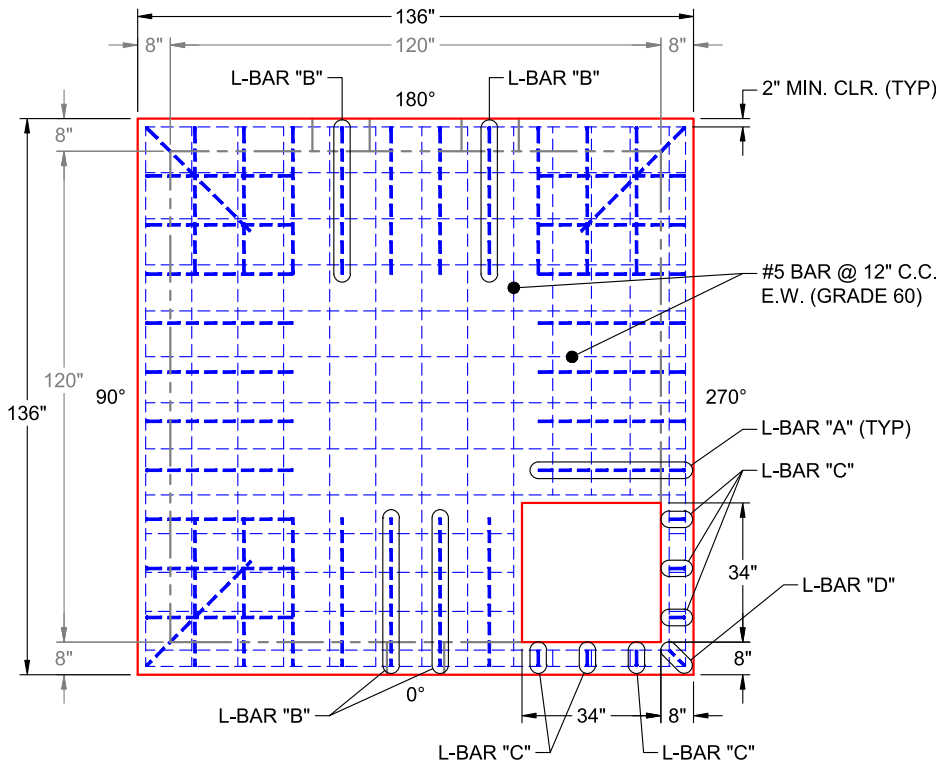 136"
8"
120"
8"
L-BAR "B"
L-BAR "B"
180°
2" MIN. CLR. (TYP)
8"
#5 BAR @ 12" C.C.
E.W. (GRADE 60)
120"
136"
90°
270°
L-BAR "A" (TYP)
L-BAR "C"
34"
L-BAR "D"
8"
8"
0°
L-BAR "B"
34"
8"
L-BAR "C"
L-BAR "C"